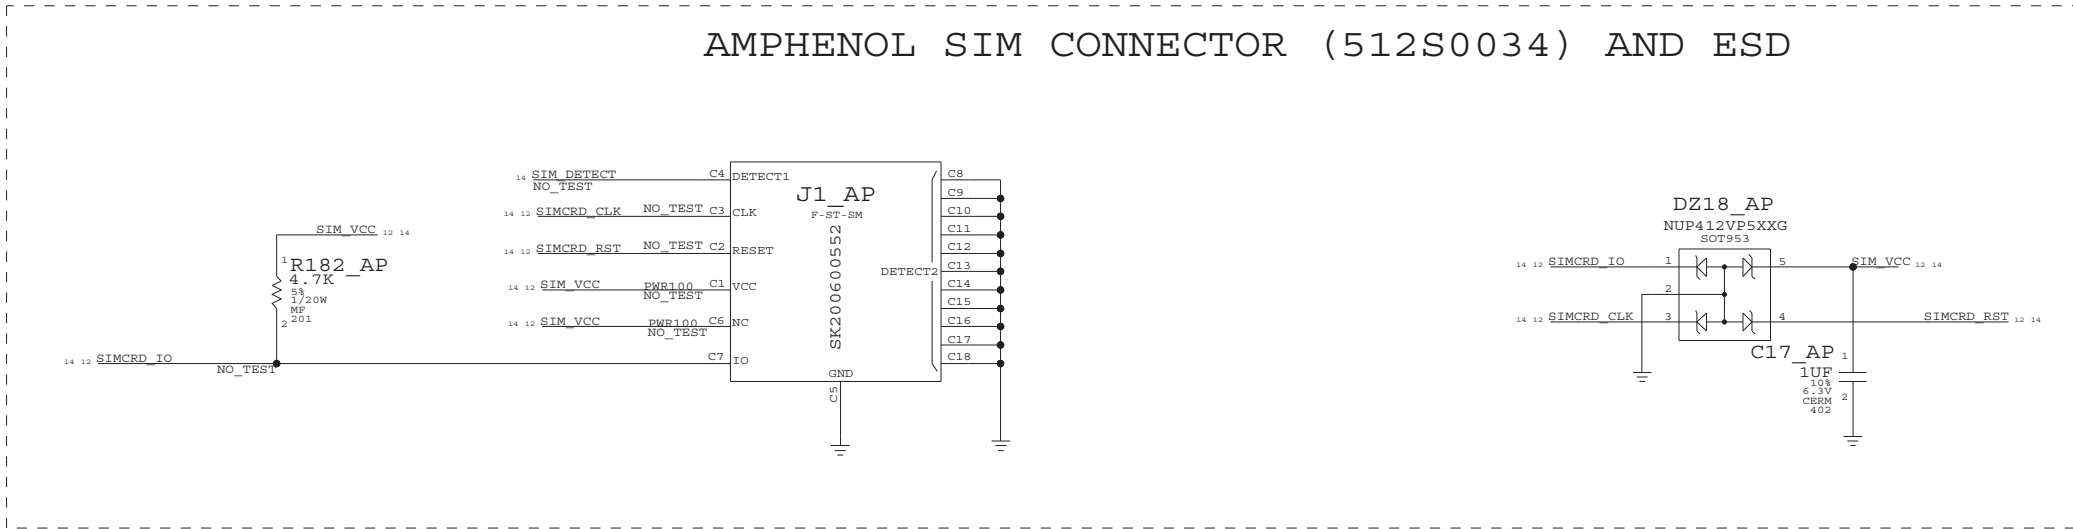 AMPHENOL SIM CONNECTOR (512S0034) AND ESD
SIM_VCC 12 14
1
R182_AP
4.7K
5%
1/20W
MF
201
2
14 12 SIMCRD_IO
NO_TEST
14 SIM_DETECT C4 DETECT1
NO_TEST
14 12 SIMCRD_CLK NO_TEST C3 CLK
14 12 SIMCRD_RST NO_TEST C2 RESET
14 12 SIM_VCC PWR100 C1 VCC
NO_TEST
14 12 SIM_VCC PWR100 C6 NC
NO_TEST
C7 IO
J1_AP
F-ST-SM
SK200600552
DETECT2
GND
C5
C8
C9
C10
C11
C12
C13
C14
C15
C16
C17
C18
DZ18_AP
NUP412VP5XXG
SOT953
14 12 SIMCRD_IO 1
5 SIM_VCC 12 14
2
14 12 SIMCRD_CLK 3
4 SIMCRD_RST 12 14
C17_AP 1
1UF
10%
6.3V
CERM
402
2